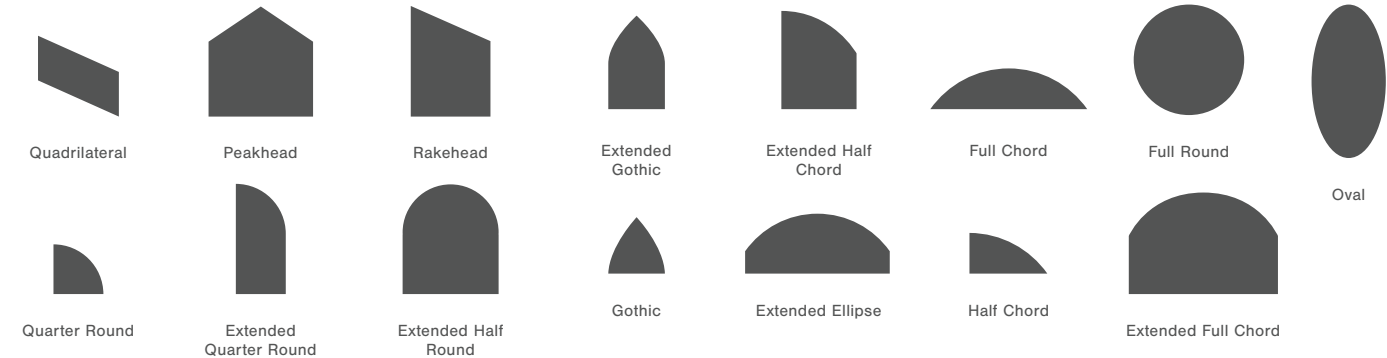 Quadrilateral
Peakhead
Rakehead
Extended
Gothic
Extended Half
Chord
Full Chord
Full Round
Oval
Quarter Round
Extended
Quarter Round
Extended Half
Round
Gothic
Extended Ellipse
Half Chord
Extended Full Chord